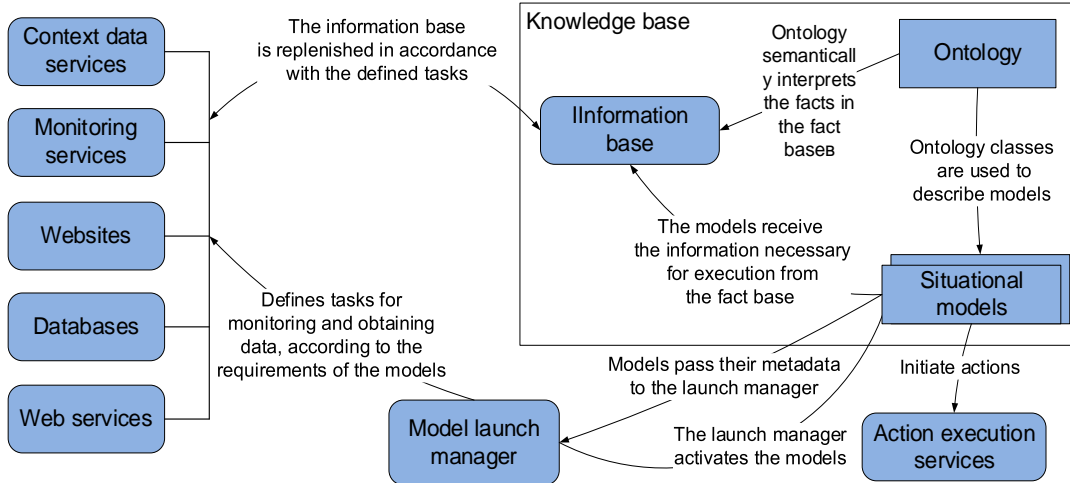 Context data
services
Monitoring
services
Websites
Databases
Web services
The information base
is replenished in accordance
with the defined tasks
Defines tasks for
monitoring and obtaining
data, according to the
requirements of the models
Model launch
manager
Knowledge base
IInformation
base
Ontology
semanticall
y interprets
the facts in
the fact
baseв
Ontology
Ontology classes
are used to
describe models
The models receive
the information necessary
for execution from
the fact base
Situational
models
Models pass their metadata
to the launch manager
The launch manager
activates the models
Initiate actions
Action execution
services